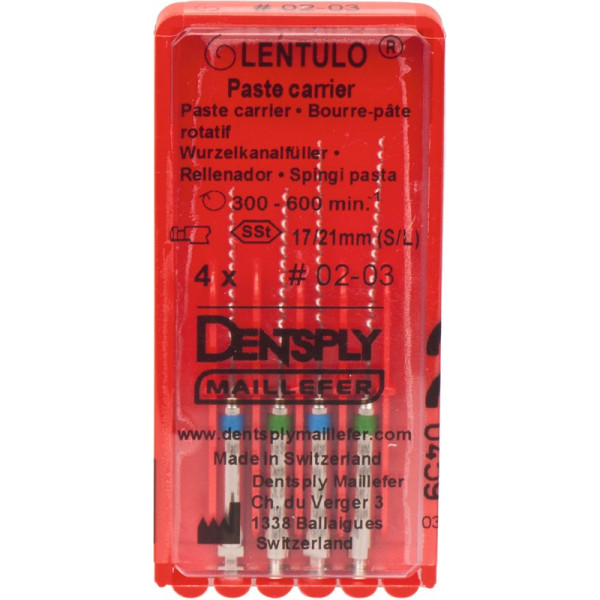 # 02-03
LENTULO ®
Paste carrier
Paste carrier • Bourre-pâte
rotatif
Wurzelkanalfüller •
Rellenador • Spingi pasta
300 - 600 min.-1
SSt 17/21mm (S/L)
4 x # 02-03
DENTSPLY
MAILLEFER
www.dentsplymaillefer.com
Made in Switzerland
Dentsply Maillefer
Ch. du Verger 3
1338 Ballaigues
Switzerland
0459
03